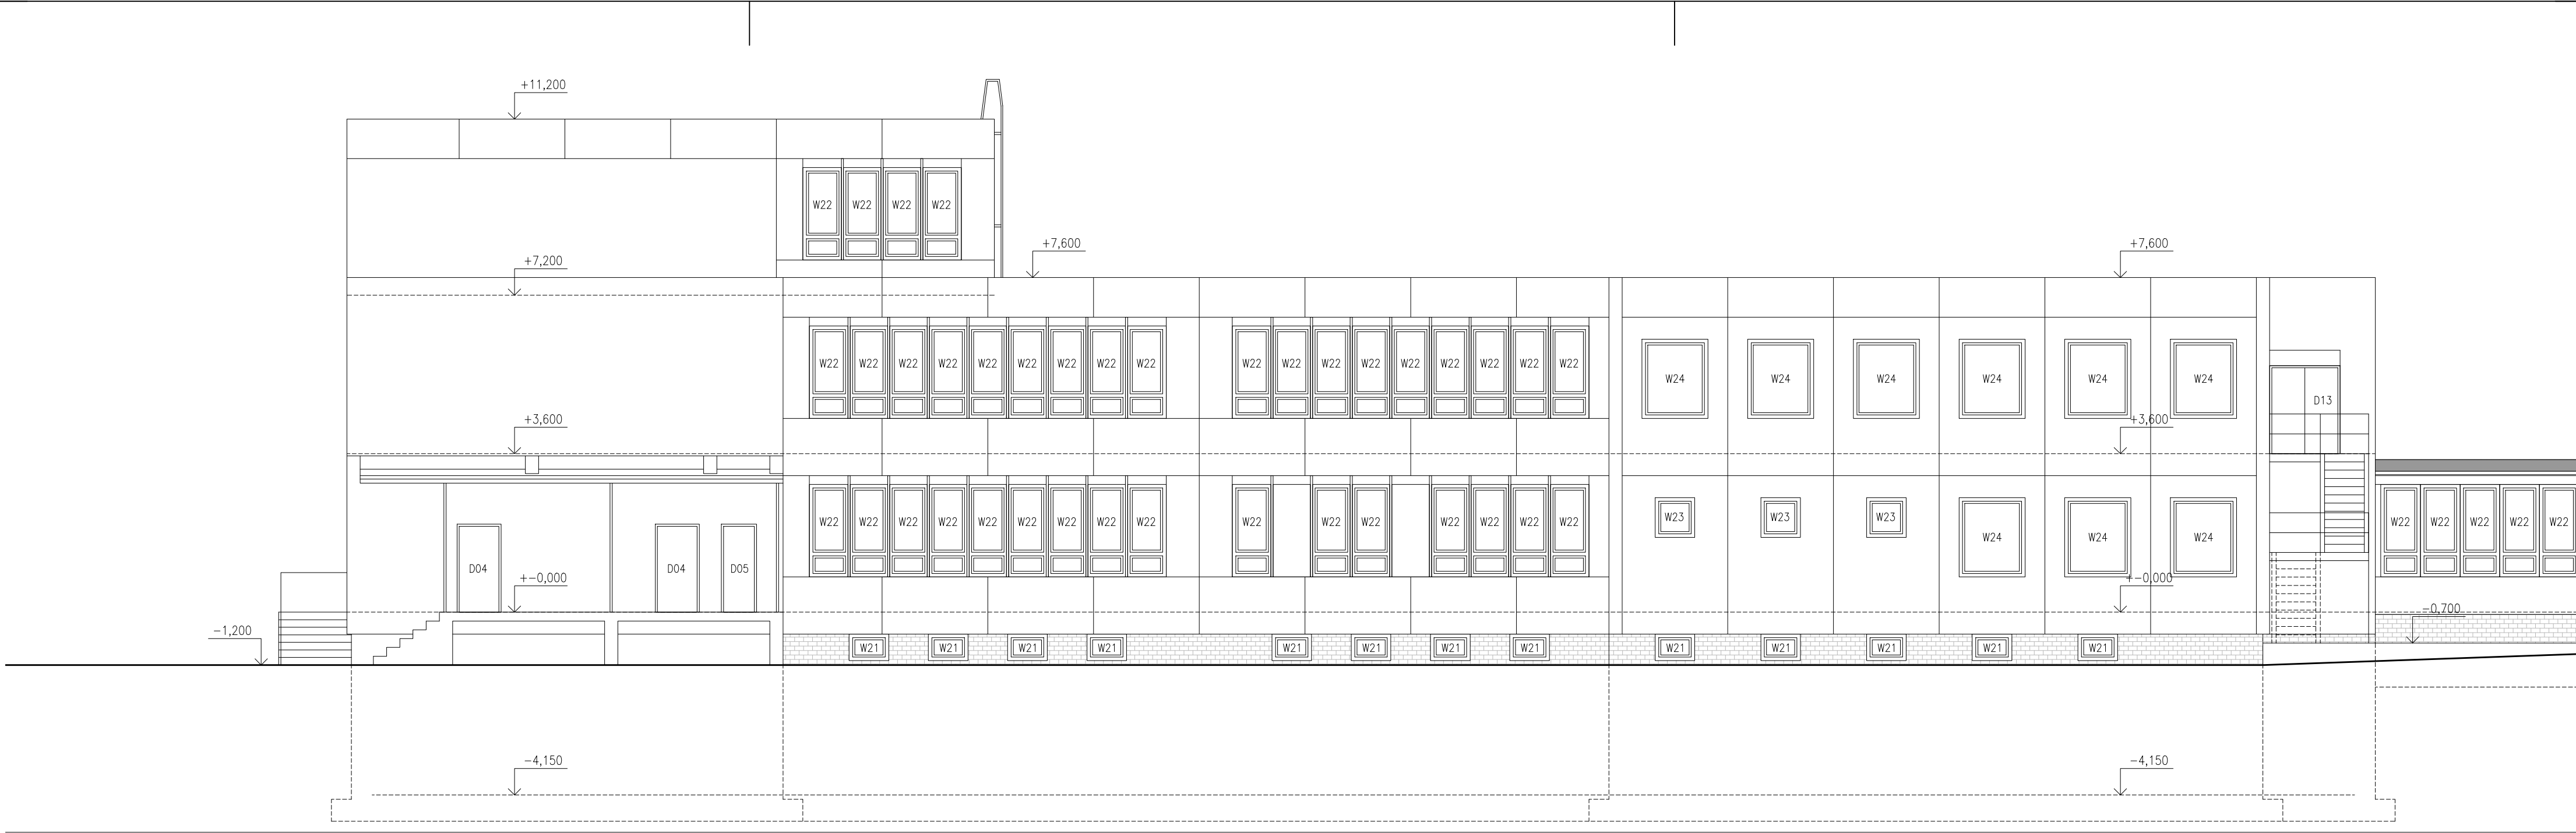 +11,200
W22 W22 W22 W22
+7,600 +7,600
+7,200
W22 W22 W22 W22 W22 W22 W22 W22 W22 W22 W22 W22 W22 W22 W22 W22 W22 W22
W24 W24 W24 W24 W24 W24
D13
+3,600 +3,600
W23 W23 W23
W22 W22 W22 W22 W22 W22 W22 W22 W22 W22 W22 W22 W22 W22 W22 W22 W22 W22 W22 W22 W22
W24 W24 W24
D04 D04 D05
+-0,000 +-0,000
-0,700
-1,200
W21 W21 W21 W21 W21 W21 W21 W21 W21 W21 W21 W21 W21
-4,150 -4,150